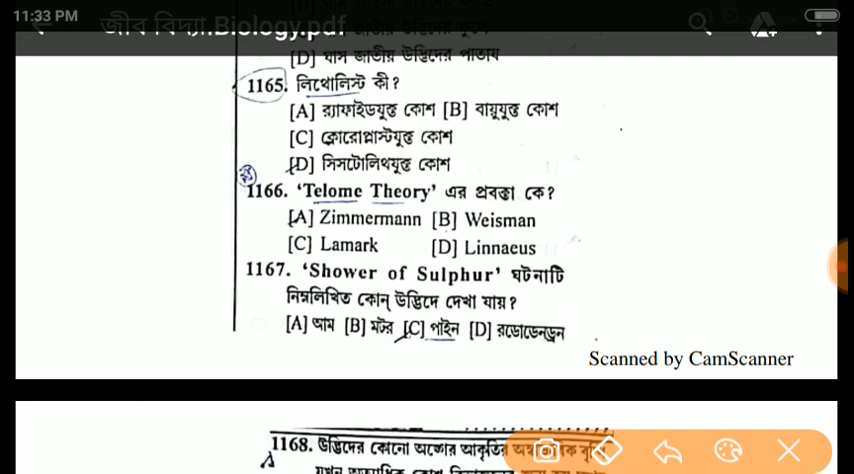 11:33 PM
জীব বিদ্যা.Biology.pdf
[D] ঘাস জাতীয় উদ্ভিদের পাতায়
1165. লিথোলিস্ট কী ?
[A] র‍্যাফাইডযুক্ত কোশ [B] বায়ুযুক্ত কোশ
[C] ক্লোরোপ্লাস্টযুক্ত কোশ
[D] সিসটোলিথযুক্ত কোশ
1166. ‘Telome Theory’ এর প্রবক্তা কে ?
[A] Zimmermann [B] Weisman
[C] Lamark [D] Linnaeus
1167. ‘Shower of Sulphur’ ঘটনাটি
নিম্নলিখিত কোন্ উদ্ভিদে দেখা যায় ?
[A] আম [B] মটর [C] পাইন [D] রডোডেনড্রন
Scanned by CamScanner
1168. উদ্ভিদের কোনো অঙ্গের আকৃতির